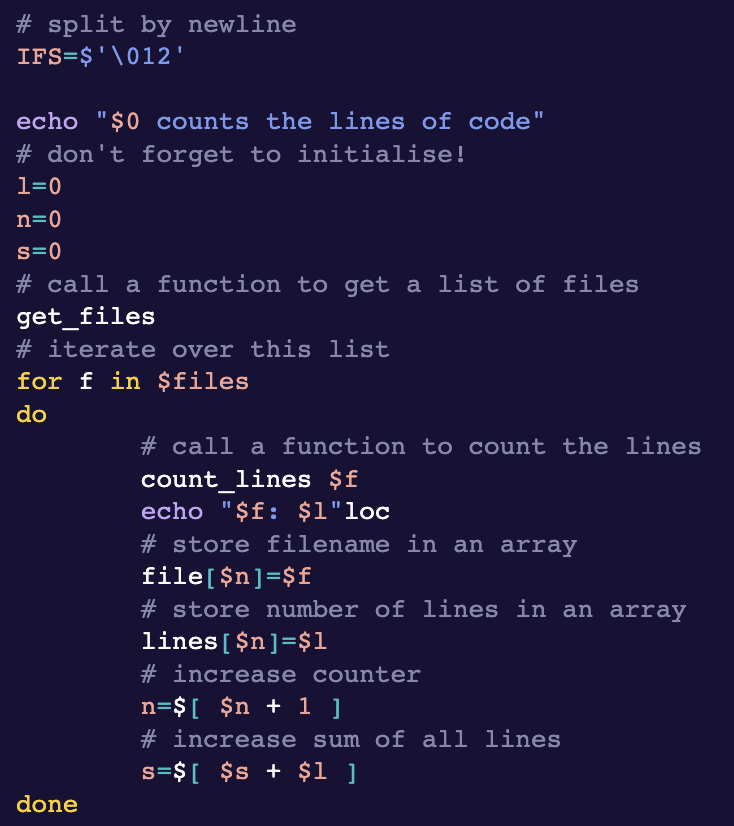 # split by newline
IFS=$'\012'

echo "$0 counts the lines of code"
# don't forget to initialise!
l=0
n=0
s=0
# call a function to get a list of files
get_files
# iterate over this list
for f in $files
do
        # call a function to count the lines
        count_lines $f
        echo "$f: $l"loc
        # store filename in an array
        file[$n]=$f
        # store number of lines in an array
        lines[$n]=$l
        # increase counter
        n=$[ $n + 1 ]
        # increase sum of all lines
        s=$[ $s + $l ]
done